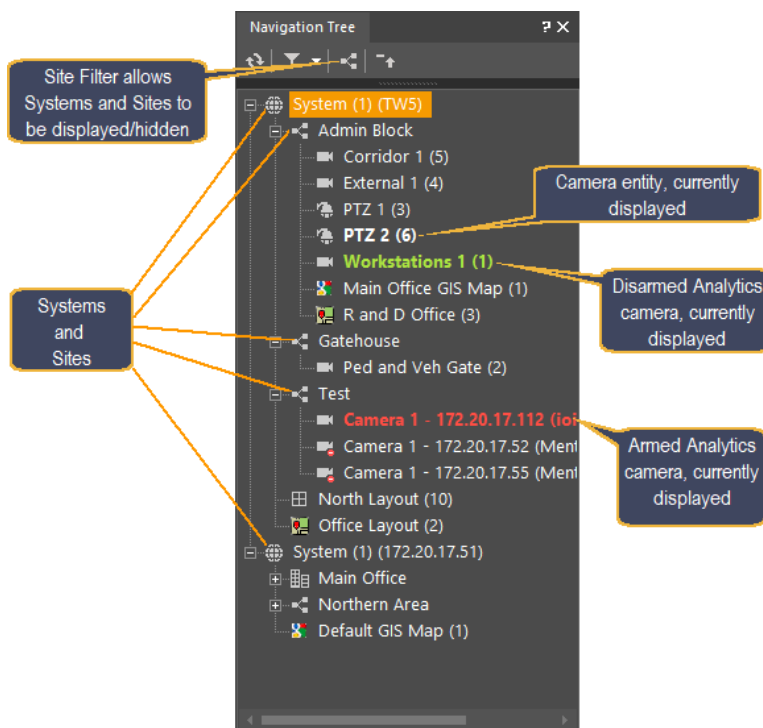 Navigation Tree
Site Filter allows
Systems and Sites to
be displayed/hidden
System (1) (TW5)
Admin Block
Corridor 1 (5)
External 1 (4)
PTZ 1 (3)
PTZ 2 (6)
Workstations 1 (1)
Main Office GIS Map (1)
R and D Office (3)
Gatehouse
Ped and Veh Gate (2)
Test
Camera 1 - 172.20.17.112 (ioi
Camera 1 - 172.20.17.52 (Ment
Camera 1 - 172.20.17.55 (Ment
North Layout (10)
Office Layout (2)
System (1) (172.20.17.51)
Main Office
Northern Area
Default GIS Map (1)
Systems
and
Sites
Camera entity, currently
displayed
Disarmed Analytics
camera, currently
displayed
Armed Analytics
camera, currently
displayed